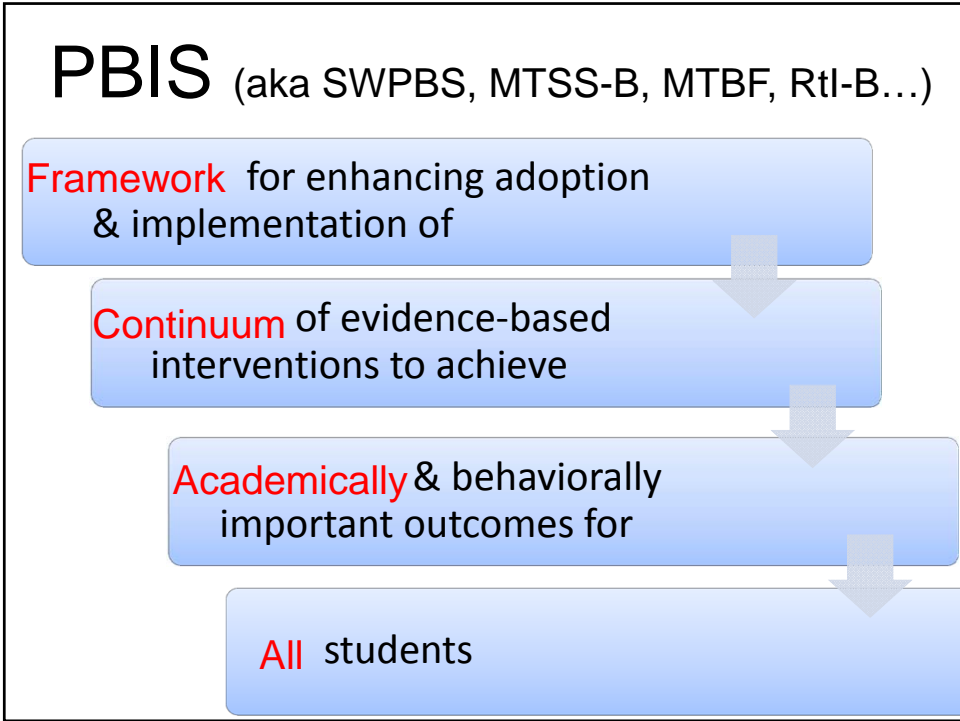 PBIS (aka SWPBS, MTSS-B, MTBF, RtI-B…)
Framework for enhancing adoption
& implementation of
Continuum of evidence-based
interventions to achieve
Academically & behaviorally
important outcomes for
All students